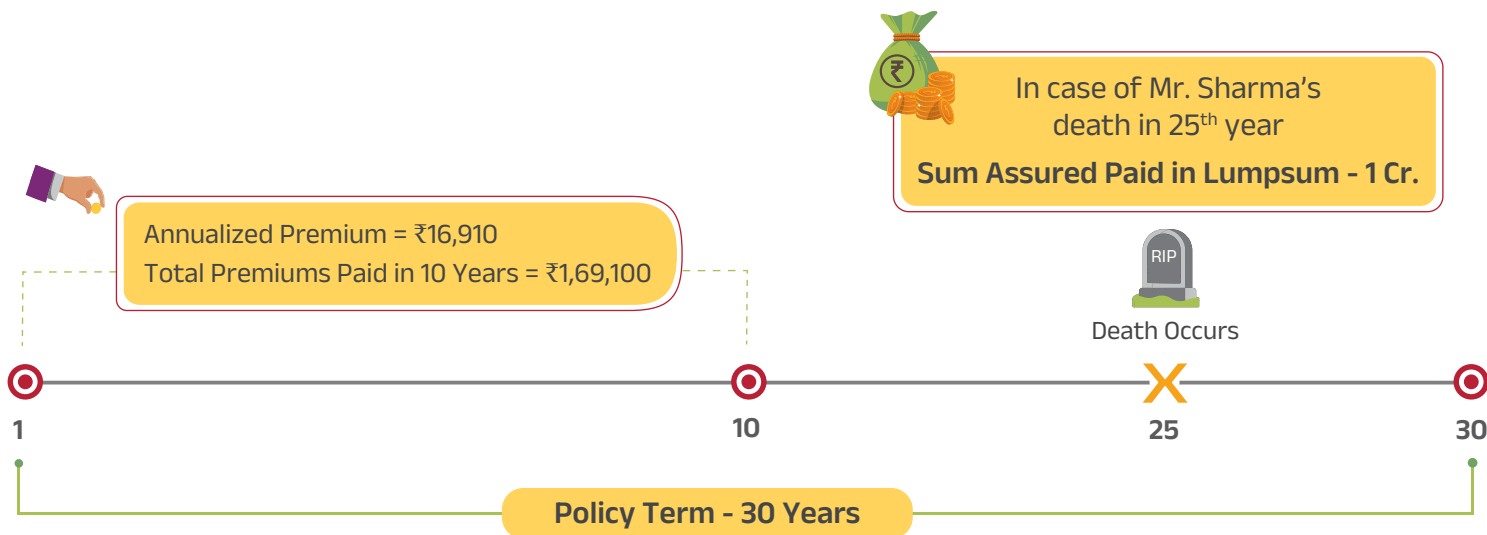 ₹
In case of Mr. Sharma's
death in 25th year
Sum Assured Paid in Lumpsum - 1 Cr.
Annualized Premium = ₹16,910
Total Premiums Paid in 10 Years = ₹1,69,100
RIP
Death Occurs
1
10
25
30
Policy Term - 30 Years